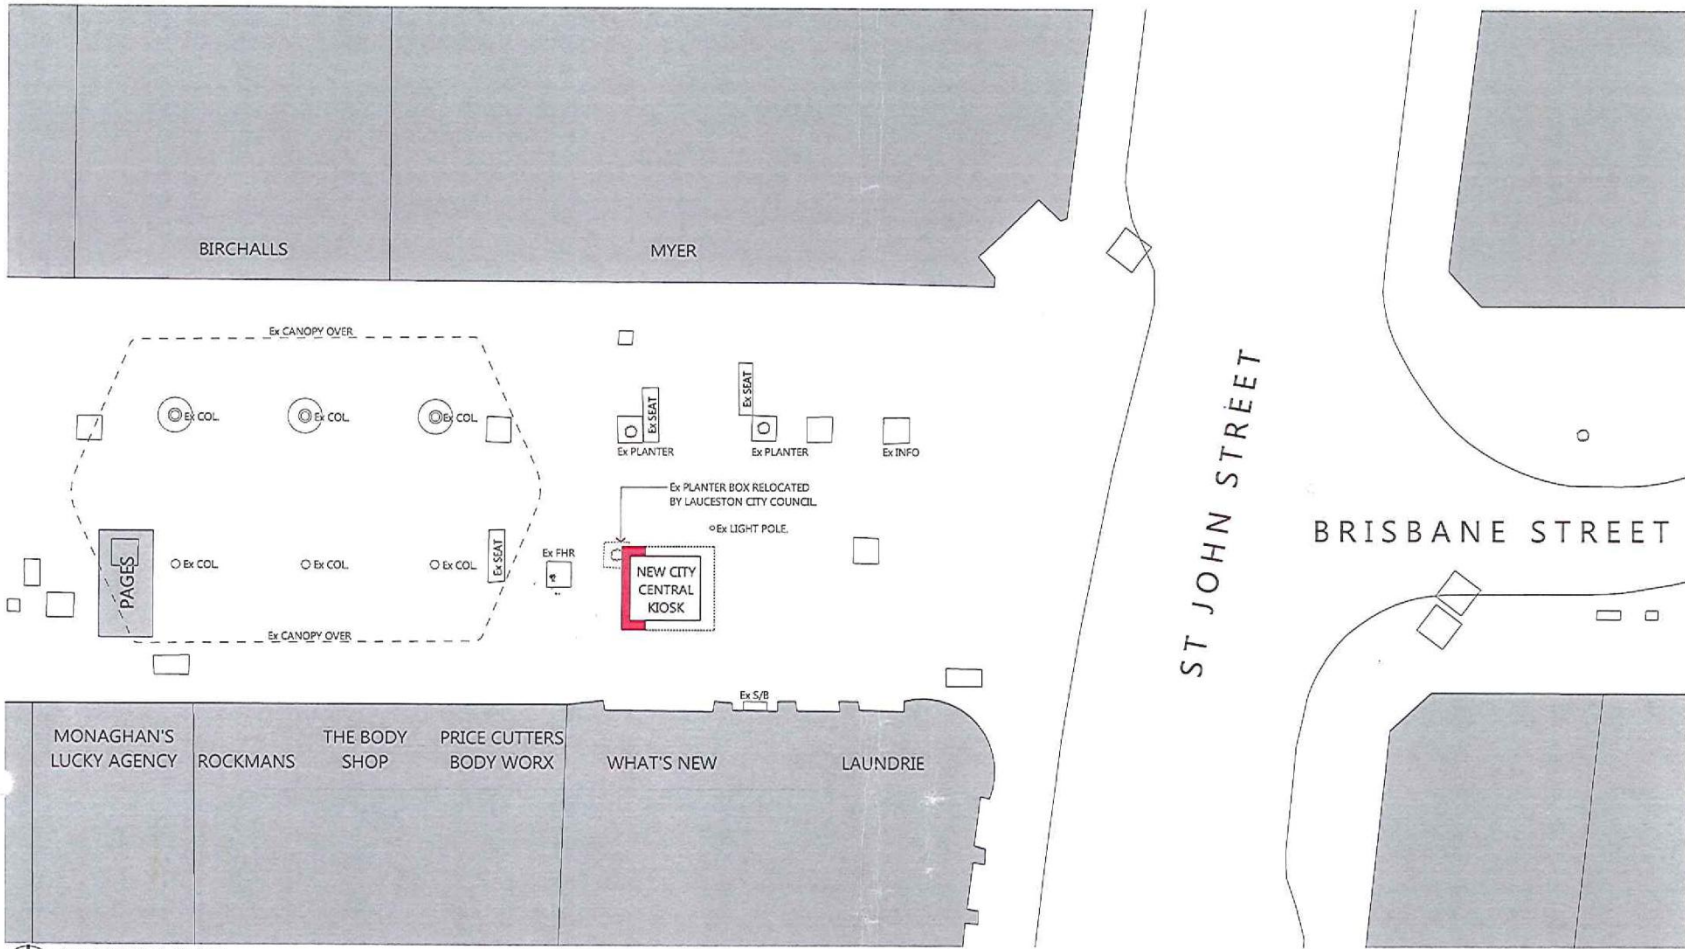 BIRCHALLS
MYER
Ex CANOPY OVER
Ex COL.
Ex COL.
Ex COL.
Ex SEAT
Ex SEAT
Ex PLANTER
Ex PLANTER
Ex INFO
Ex PLANTER BOX RELOCATED
BY LAUCESTON CITY COUNCIL.
Ex LIGHT POLE.
PAGES
Ex COL.
Ex COL.
Ex COL.
Ex SEAT
Ex FHR
NEW CITY
CENTRAL
KIOSK
Ex CANOPY OVER
ST JOHN STREET
BRISBANE STREET
Ex S/B
MONAGHAN'S
LUCKY AGENCY
ROCKMANS
THE BODY
SHOP
PRICE CUTTERS
BODY WORX
WHAT'S NEW
LAUNDRIE